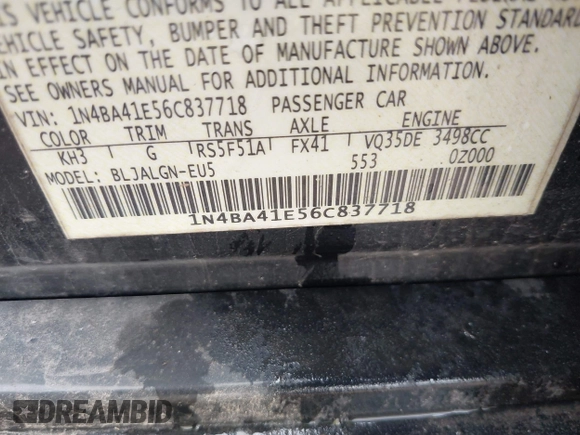 IS VEHICLE CONFORMS TO ALL APPLICABLE FEDERAL
VEHICLE SAFETY, BUMPER AND THEFT PREVENTION STANDARD
IN EFFECT ON THE DATE OF MANUFACTURE SHOWN ABOVE.
SEE OWNERS MANUAL FOR ADDITIONAL INFORMATION.
VIN: 1N4BA41E56C837718 PASSENGER CAR
COLOR TRIM TRANS AXLE ENGINE
KH3 G RS5F51A FX41 VQ35DE 3498CC
MODEL: BLJALGN-EU5 553 0Z000
1N4BA41E56C837718
DREAMBID